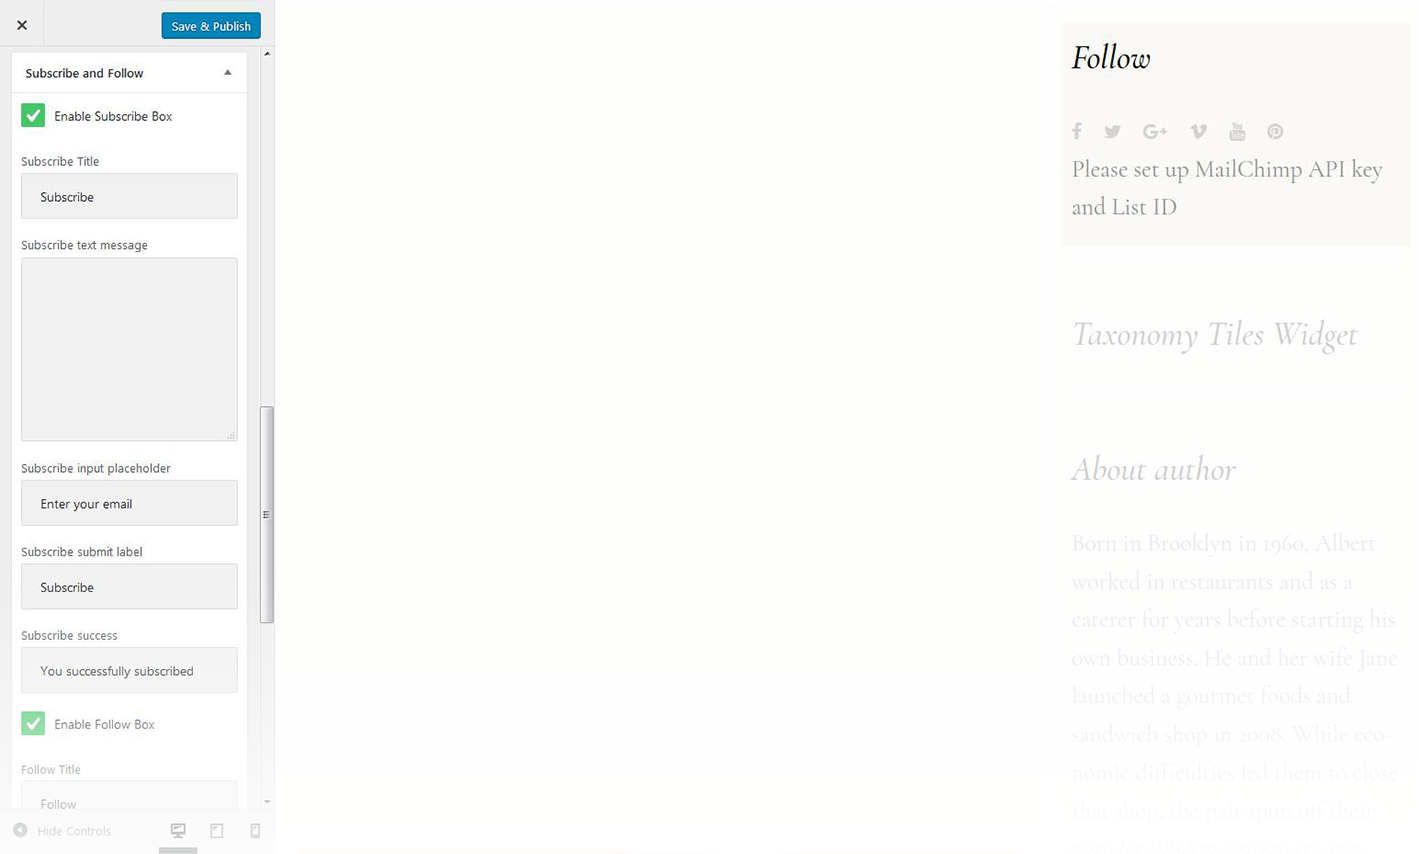 Save & Publish
Subscribe and Follow
Enable Subscribe Box
Subscribe Title
Subscribe
Subscribe text message
Subscribe input placeholder
Enter your email
Subscribe submit label
Subscribe
Subscribe success
You successfully subscribed
Enable Follow Box
Follow Title
Follow
Hide Controls
Follow
Please set up MailChimp API key
and List ID
Taxonomy Tiles Widget
About author
Born in Brooklyn in 1960, Albert
worked in restaurants and as a
caterer for years before starting his
own business. He and her wife Jane
launched a gourmet foods and
sandwich shop in 2008. While eco-
nomic difficulties led them to close
that shop, the pair spun off their